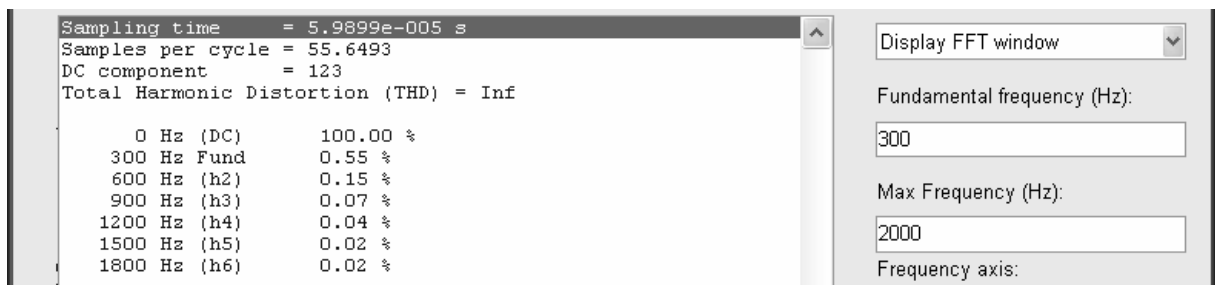 Sampling time = 5.9899e-005 s
Samples per cycle = 55.6493
DC component = 123
Total Harmonic Distortion (THD) = Inf
0 Hz (DC) 100.00 %
300 Hz Fund 0.55 %
600 Hz (h2) 0.15 %
900 Hz (h3) 0.07 %
1200 Hz (h4) 0.04 %
1500 Hz (h5) 0.02 %
1800 Hz (h6) 0.02 %
Display FFT window
Fundamental frequency (Hz):
300
Max Frequency (Hz):
2000
Frequency axis: